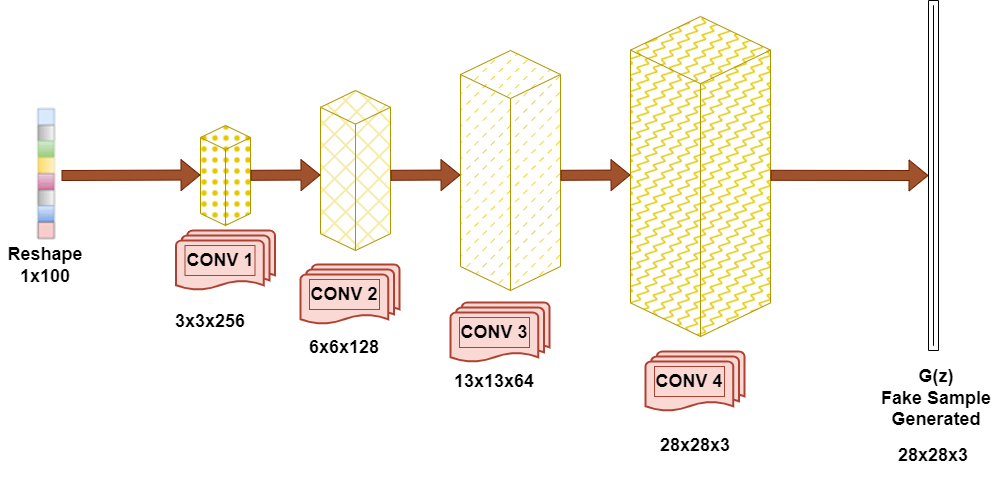 Reshape
1x100
CONV 1
3x3x256
CONV 2
6x6x128
CONV 3
13x13x64
CONV 4
28x28x3
G(z)
Fake Sample
Generated
28x28x3